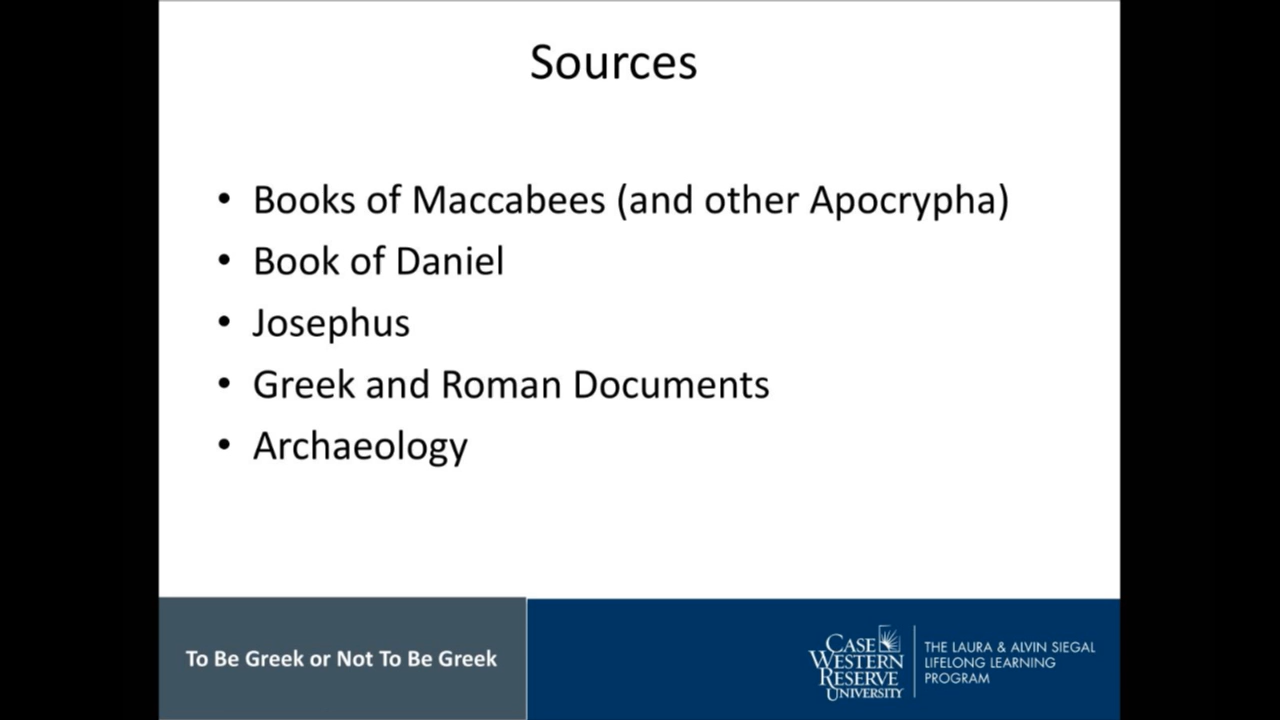 Sources
• Books of Maccabees (and other Apocrypha)
• Book of Daniel
• Josephus
• Greek and Roman Documents
• Archaeology
To Be Greek or Not To Be Greek
CASE
WESTERN
RESERVE
UNIVERSITY
THE LAURA & ALVIN SIEGAL
LIFELONG LEARNING
PROGRAM